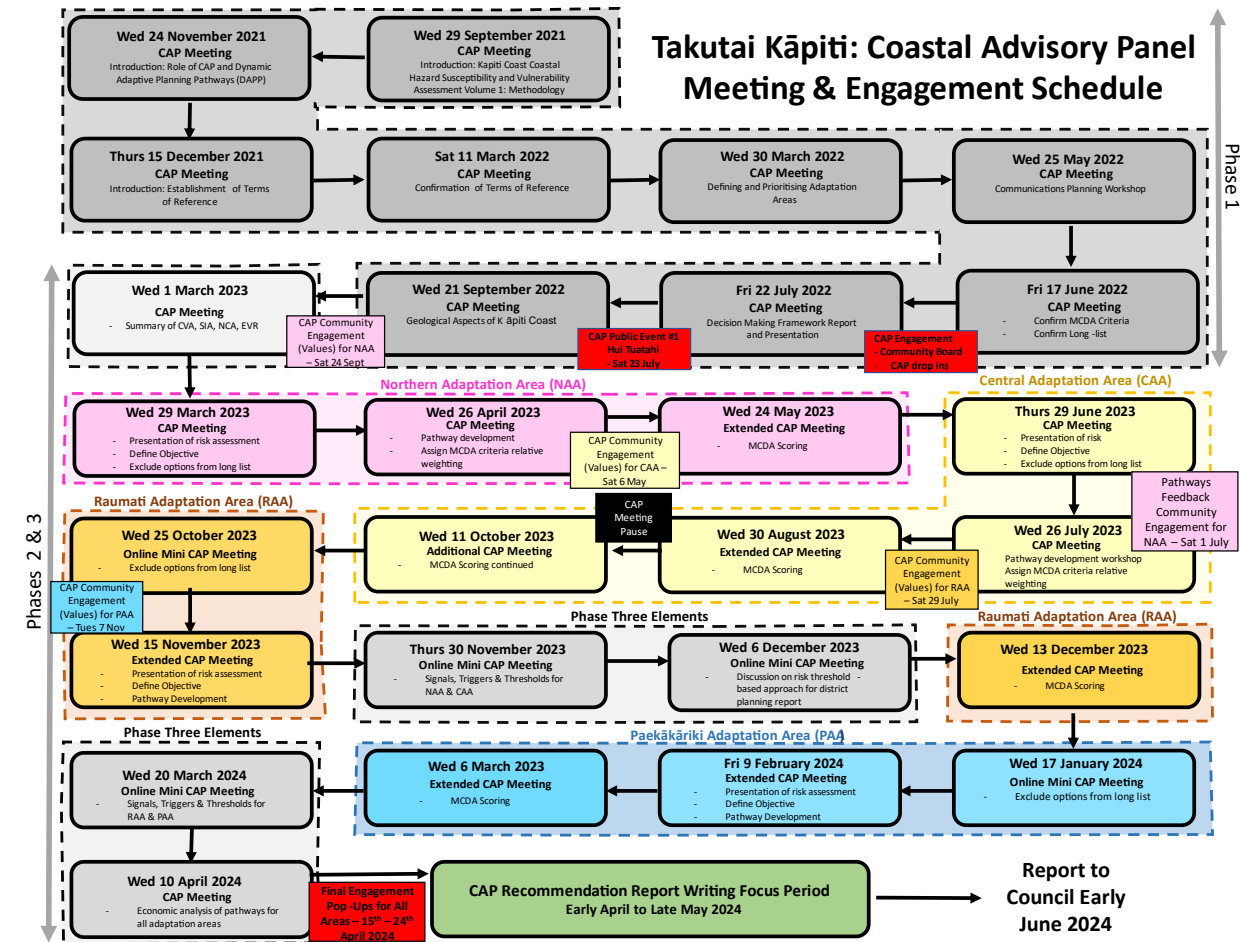 Takutai Kāpiti: Coastal Advisory Panel
Meeting & Engagement Schedule
Phase 1
Wed 29 September 2021
CAP Meeting
Introduction: Kapiti Coast Coastal
Hazard Susceptibility and Vulnerability
Assessment Volume 1: Methodology
Wed 24 November 2021
CAP Meeting
Introduction: Role of CAP and Dynamic
Adaptive Planning Pathways (DAPP)
Thurs 15 December 2021
CAP Meeting
Introduction: Establishment of Terms
of Reference
Sat 11 March 2022
CAP Meeting
Confirmation of Terms of Reference
Wed 30 March 2022
CAP Meeting
Defining and Prioritising Adaptation
Areas
Wed 25 May 2022
CAP Meeting
Communications Planning Workshop
Fri 17 June 2022
CAP Meeting
- Confirm MCDA Criteria
- Confirm Long -list
CAP Engagement
- Community Board
- CAP drop ins
Fri 22 July 2022
CAP Meeting
Decision Making Framework Report
and Presentation
CAP Public Event #1
Hui Tuatahi
- Sat 23 July
Wed 21 September 2022
CAP Meeting
Geological Aspects of K āpiti Coast
CAP Community
Engagement
(Values) for NAA
– Sat 24 Sept
Phases 2 & 3
Wed 1 March 2023
CAP Meeting
- Summary of CVA, SIA, NCA, EVR
Northern Adaptation Area (NAA)
Wed 29 March 2023
CAP Meeting
- Presentation of risk assessment
- Define Objective
- Exclude options from long list
Wed 26 April 2023
CAP Meeting
- Pathway development
- Assign MCDA criteria relative
weighting
CAP Community
Engagement
(Values) for CAA –
Sat 6 May
Wed 24 May 2023
Extended CAP Meeting
- MCDA Scoring
Central Adaptation Area (CAA)
Thurs 29 June 2023
CAP Meeting
- Presentation of risk
- Define Objective
- Exclude options from long list
Pathways
Feedback
Community
Engagement for
NAA – Sat 1 July
Wed 26 July 2023
CAP Meeting
Pathway development workshop
Assign MCDA criteria relative
weighting
CAP Community
Engagement
(Values) for RAA
– Sat 29 July
Wed 30 August 2023
Extended CAP Meeting
- MCDA Scoring
CAP
Meeting
Pause
Wed 11 October 2023
Additional CAP Meeting
- MCDA Scoring continued
Raumati Adaptation Area (RAA)
Wed 25 October 2023
Online Mini CAP Meeting
- Exclude options from long list
CAP Community
Engagement
(Values) for PAA
– Tues 7 Nov
Wed 15 November 2023
Extended CAP Meeting
- Presentation of risk assessment
- Define Objective
- Pathway Development
Phase Three Elements
Thurs 30 November 2023
Online Mini CAP Meeting
- Signals, Triggers & Thresholds for
NAA & CAA
Wed 6 December 2023
Online Mini CAP Meeting
- Discussion on risk threshold -
based approach for district
planning report
Raumati Adaptation Area (RAA)
Wed 13 December 2023
Extended CAP Meeting
- MCDA Scoring
Paekākāriki Adaptation Area (PAA)
Wed 17 January 2024
Online Mini CAP Meeting
- Exclude options from long list
Fri 9 February 2024
Extended CAP Meeting
- Presentation of risk assessment
- Define Objective
- Pathway Development
Wed 6 March 2023
Extended CAP Meeting
- MCDA Scoring
Phase Three Elements
Wed 20 March 2024
Online Mini CAP Meeting
- Signals, Triggers & Thresholds for
RAA & PAA
Wed 10 April 2024
CAP Meeting
- Economic analysis of pathways for
all adaptation areas
Final Engagement
Pop -Ups for All
Areas – 15th – 24th
April 2024
CAP Recommendation Report Writing Focus Period
Early April to Late May 2024
Report to
Council Early
June 2024